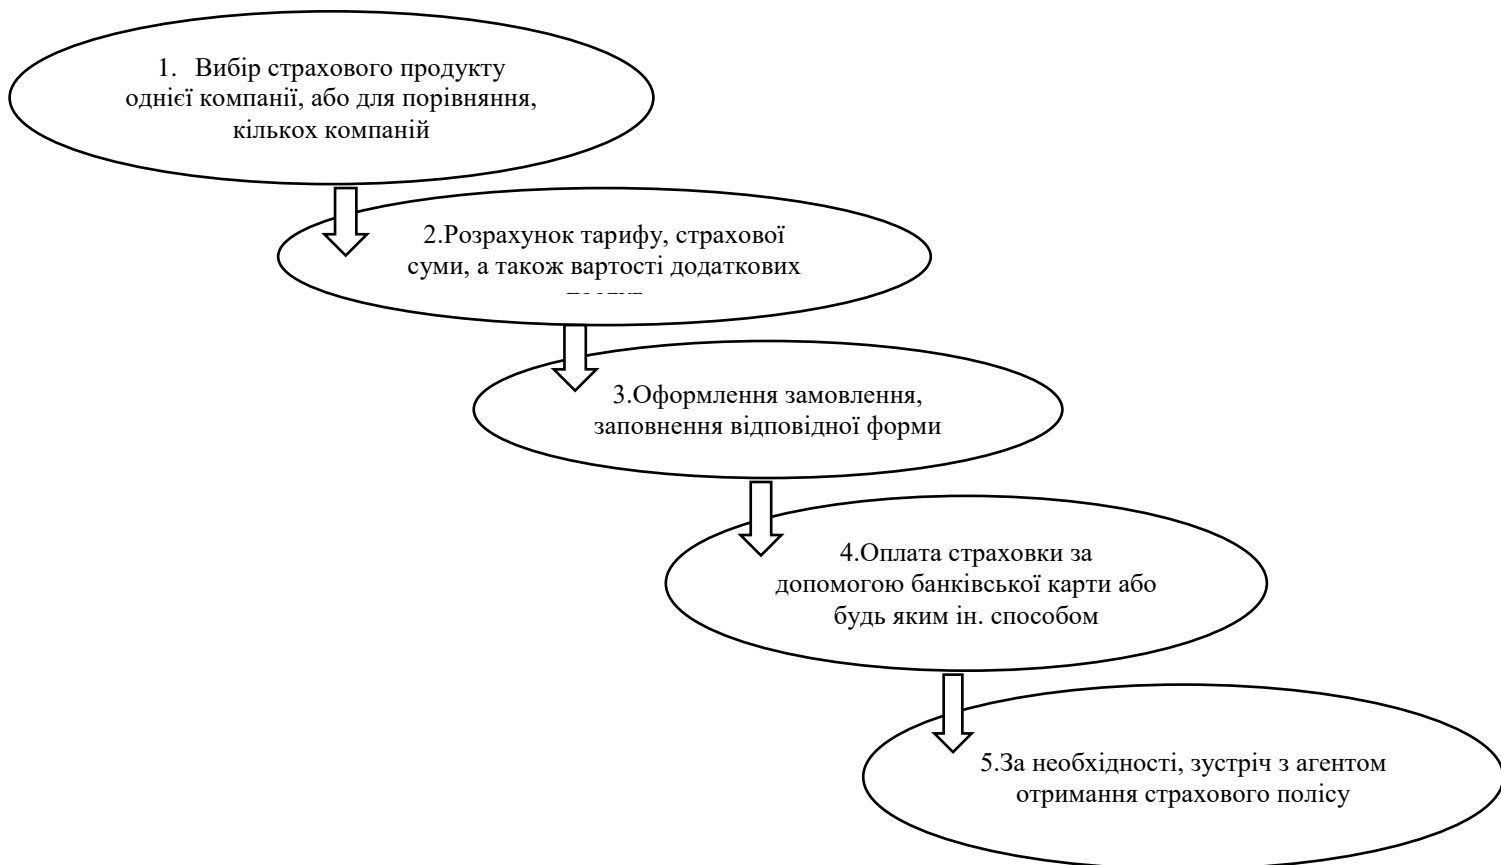 1. Вибір страхового продукту
однієї компанії, або для порівняння,
кількох компаній
2.Розрахунок тарифу, страхової
суми, а також вартості додаткових
3.Оформлення замовлення,
заповнення відповідної форми
4.Оплата страховки за
допомогою банківської карти або
будь яким ін. способом
5.За необхідності, зустріч з агентом
отримання страхового полісу